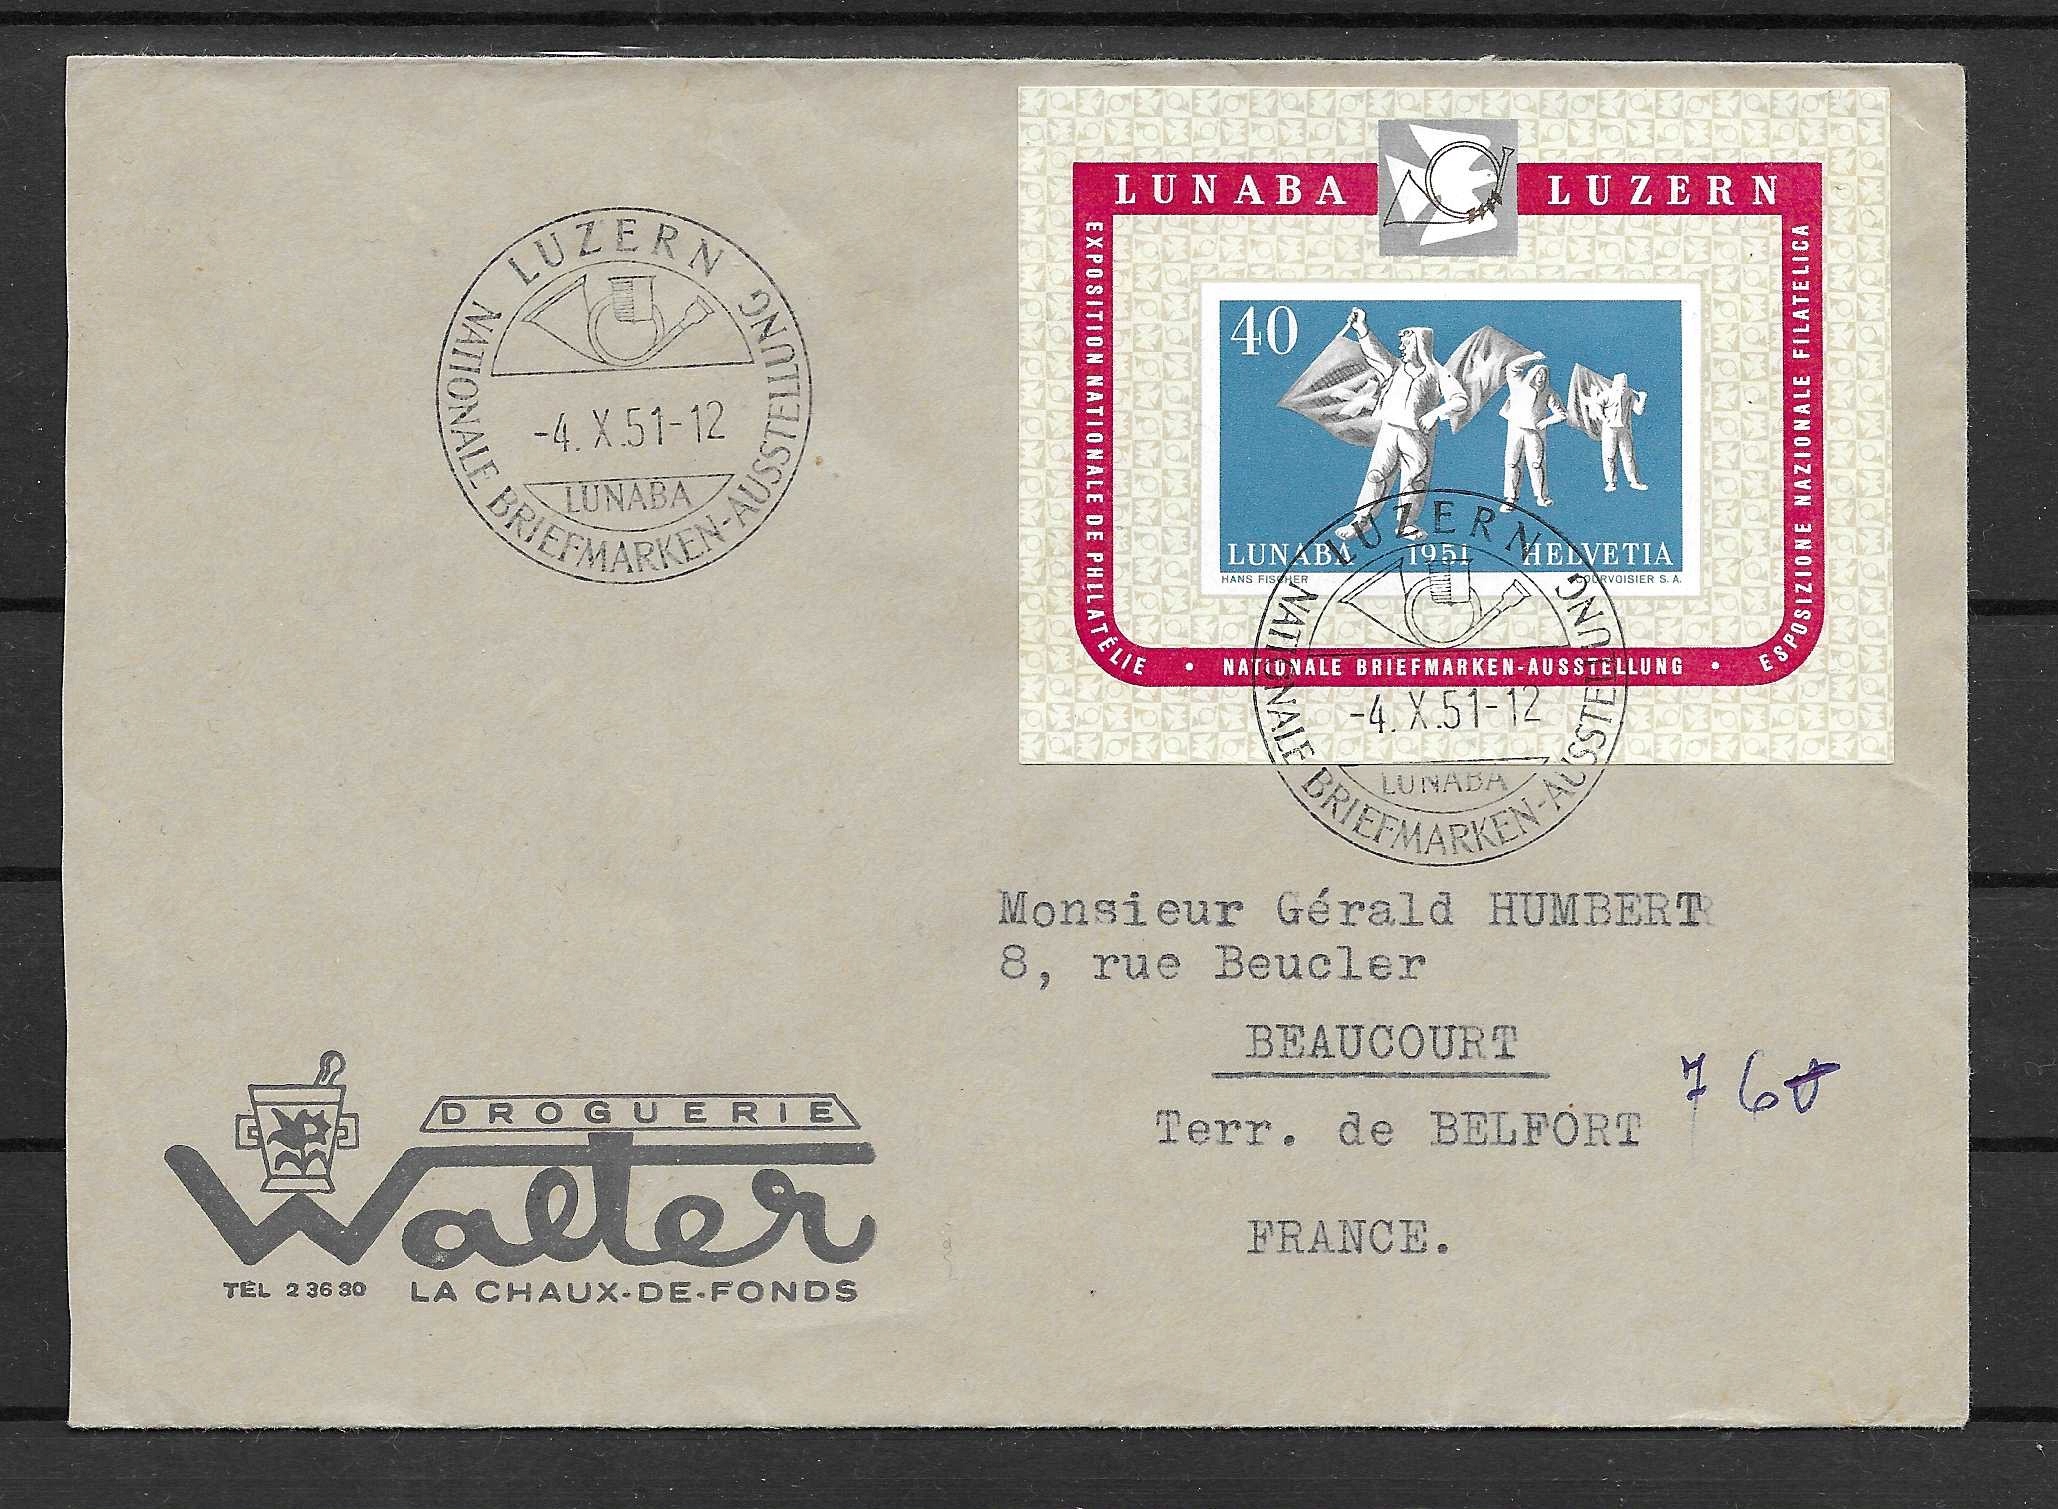 LUZERN
NATIONALE BRIEFMARKEN-AUSSTELLUNG
-4. X. 51-12
LUNABA
LUNABA LUZERN
EXPOSITION NATIONALE DE PHILATÉLIE • NATIONALE BRIEFMARKEN-AUSSTELLUNG • ESPOSIZIONE NAZIONALE FILATELICA
40
LUNABA 1951 HELVETIA
HANS FISCHER COURVOISIER S.A.
LUZERN
NATIONALE BRIEFMARKEN-AUSSTELLUNG
-4. X. 51-12
LUNABA
Monsieur Gérald HUMBERT
8, rue Beucler
BEAUCOURT
Terr. de BELFORT
FRANCE.
DROGUERIE
Walter
TÉL 2 36 30 LA CHAUX-DE-FONDS